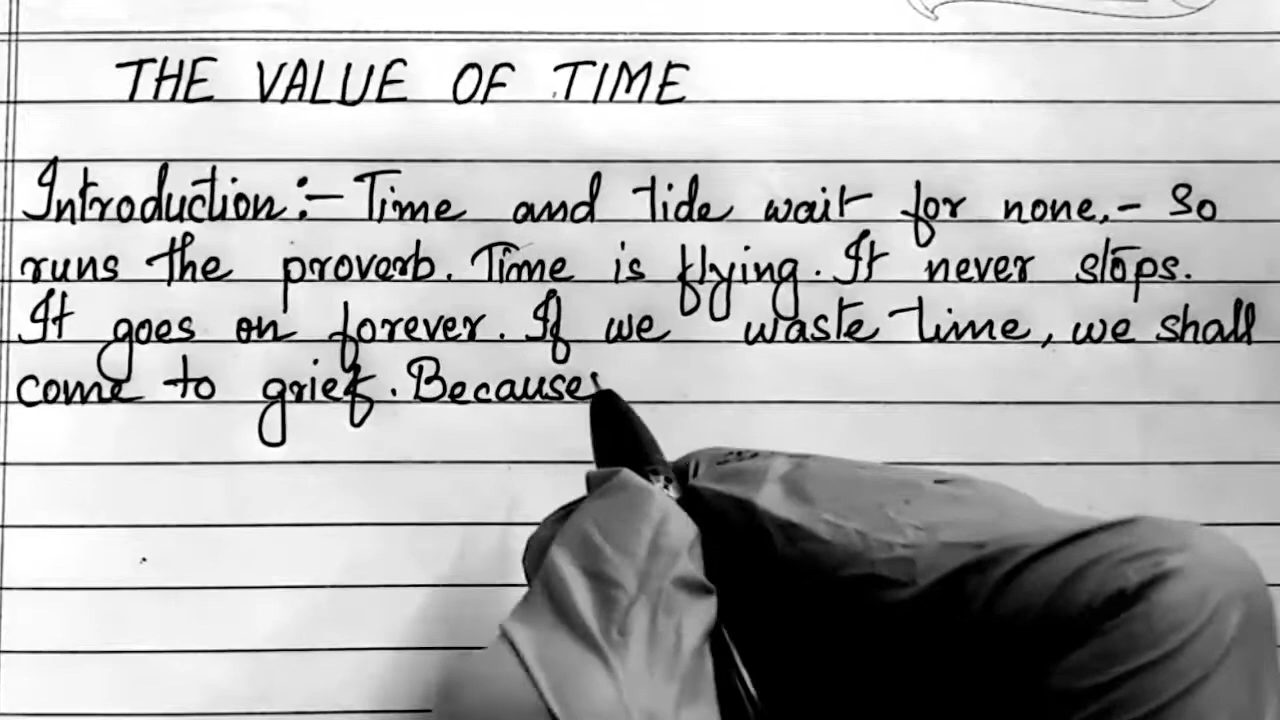 THE VALUE OF TIME
Introduction:- Time and tide wait for none,- So
runs the proverb. Time is flying. It never stops.
It goes on forever. If we waste time, we shall
come to grief. Because